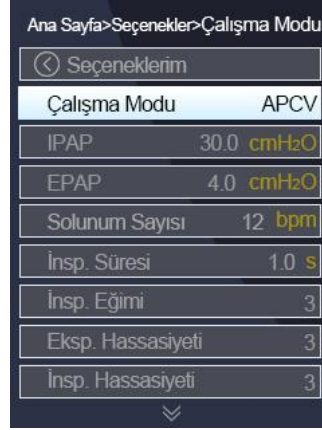 Ana Sayfa>Seçenekler>Çalışma Modu
Seçeneklerim
Çalışma Modu APCV
IPAP 30.0 cmH2O
EPAP 4.0 cmH2O
Solunum Sayısı 12 bpm
İnsp. Süresi 1.0 s
İnsp. Eğimi 3
Eksp. Hassasiyeti 3
İnsp. Hassasiyeti 3